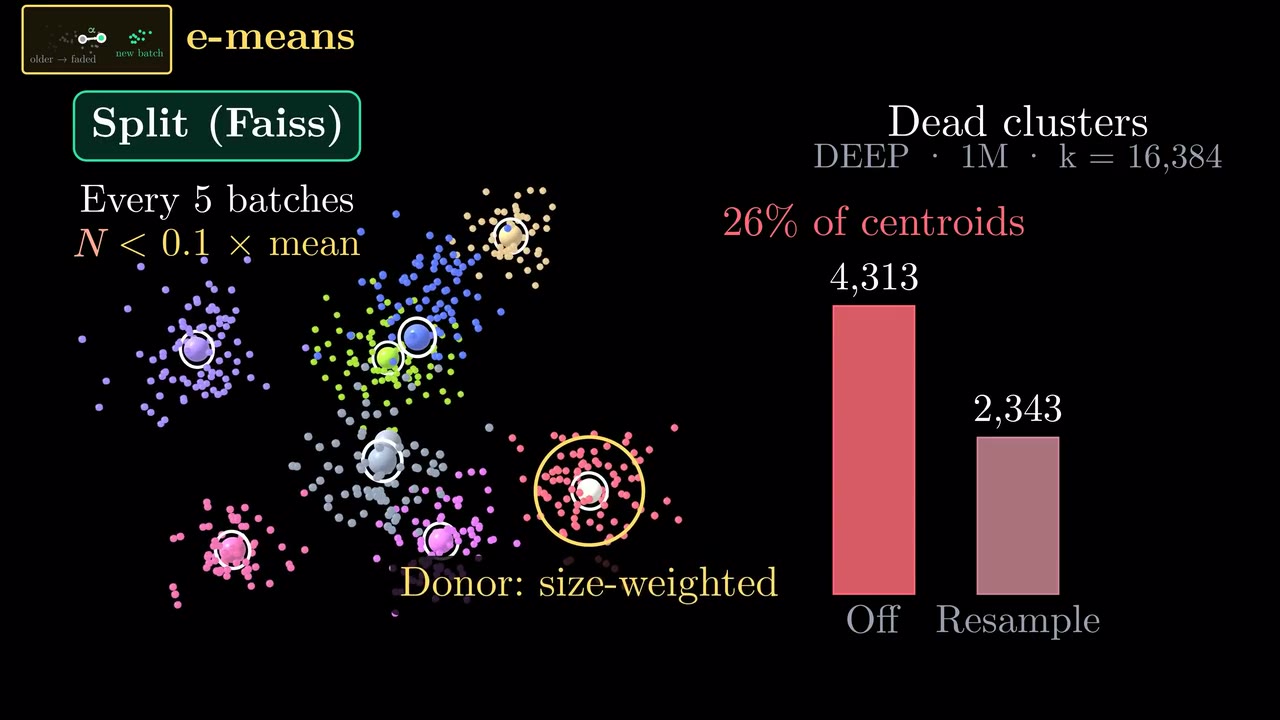 α
older → faded
new batch
e-means
Split (Faiss)
Every 5 batches
N < 0.1 × mean
Donor: size-weighted
Dead clusters
DEEP · 1M · k = 16,384
26% of centroids
4,313
2,343
Off
Resample